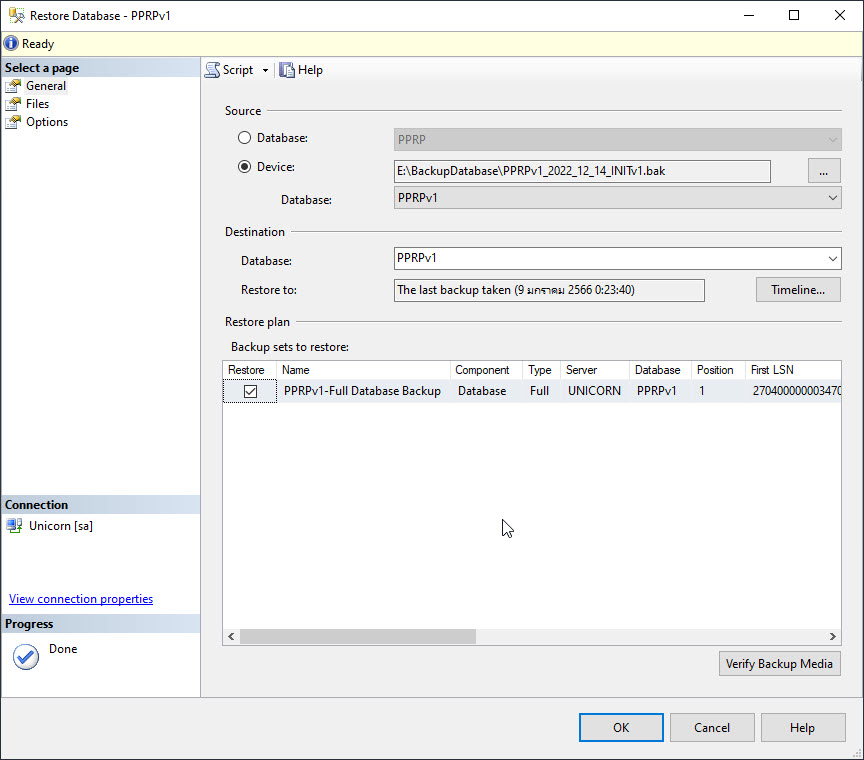 Restore Database - PPRPv1
Ready
Select a page
General
Files
Options
Connection
Unicorn [sa]
View connection properties
Progress
Done
Script
Help
Source
Database: PPRP
Device: E:\BackupDatabase\PPRPv1_2022_12_14_INITv1.bak ...
Database: PPRPv1
Destination
Database: PPRPv1
Restore to: The last backup taken (9 มกราคม 2566 0:23:40) Timeline...
Restore plan
Backup sets to restore:
Restore Name Component Type Server Database Position First LSN
PPRPv1-Full Database Backup Database Full UNICORN PPRPv1 1 270400000003470
Verify Backup Media
OK Cancel Help